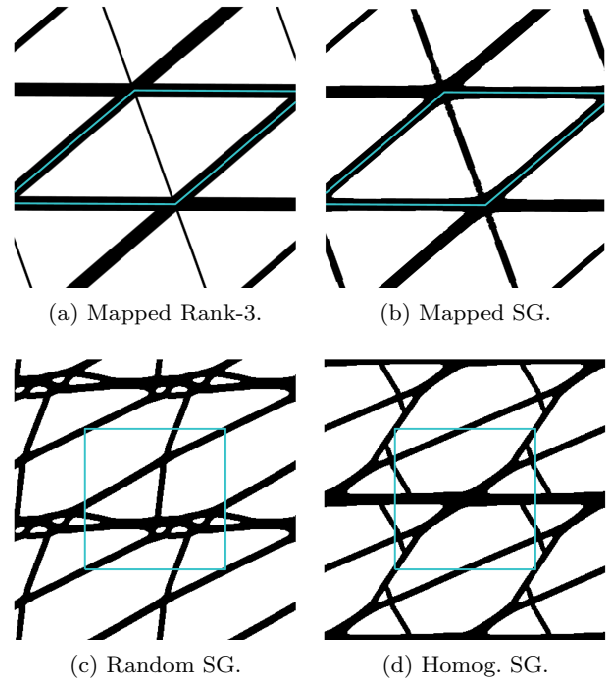 (a) Mapped Rank-3.
(b) Mapped SG.
(c) Random SG.
(d) Homog. SG.